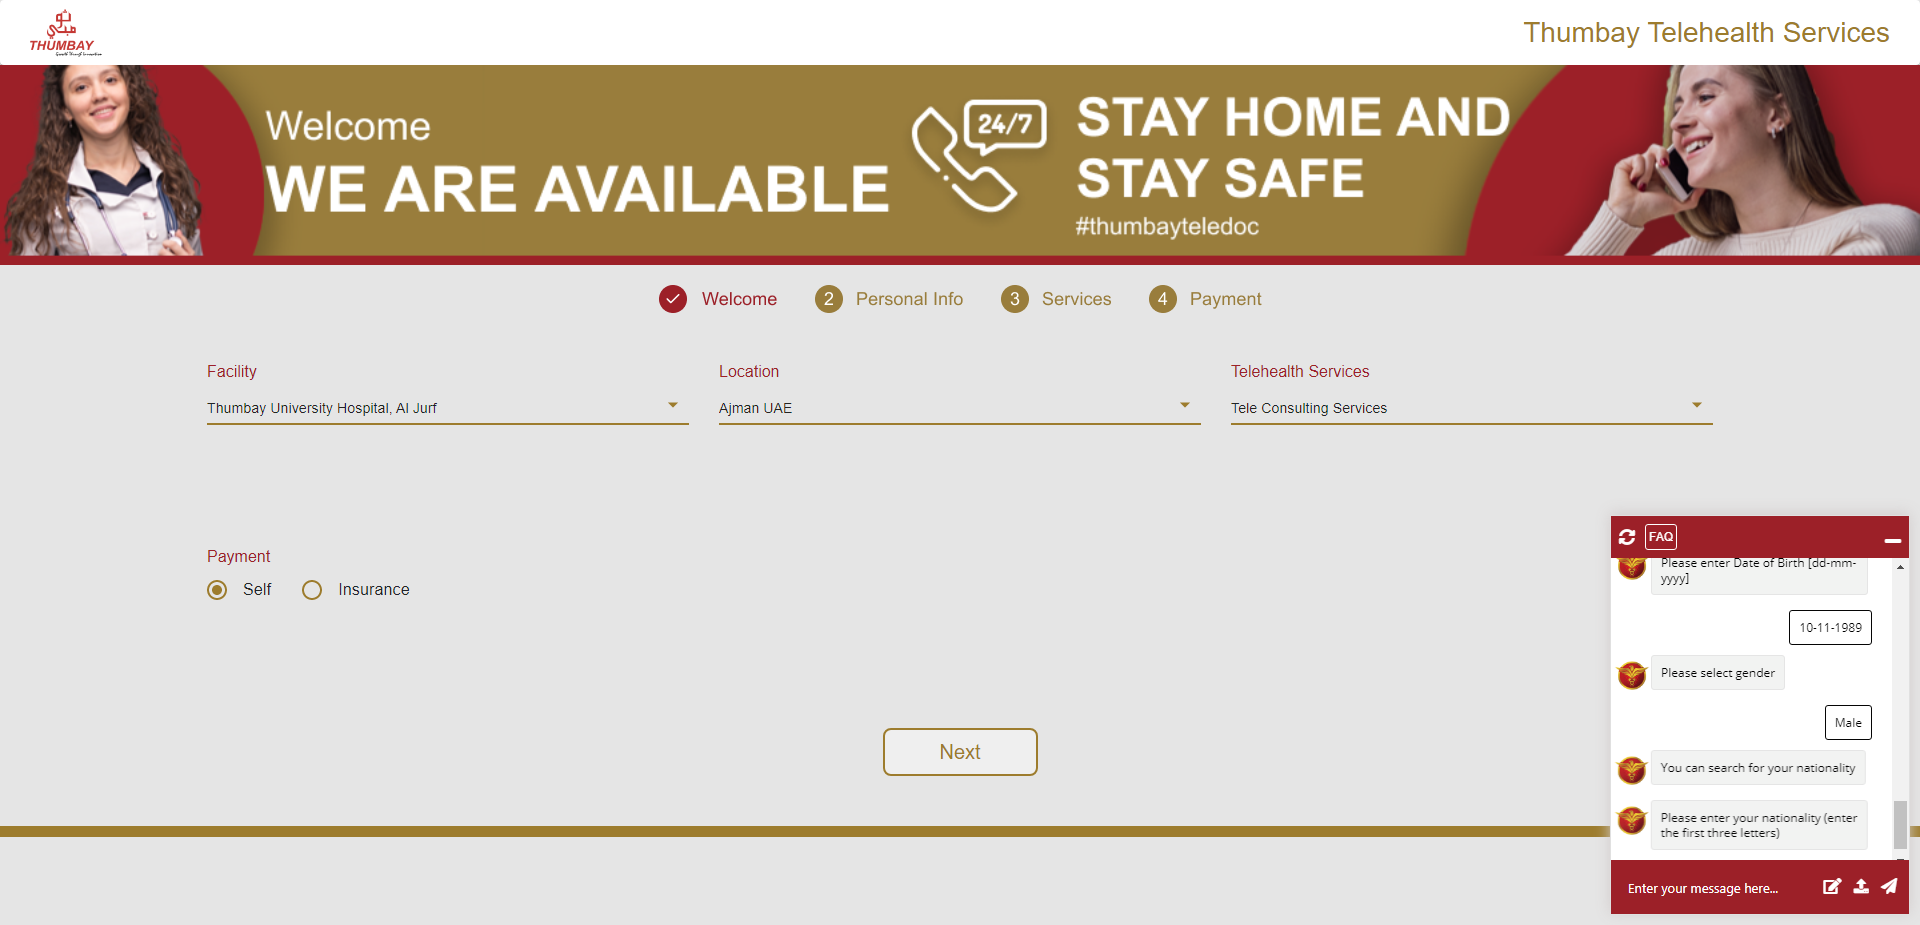 ثومبي
THUMBAY
Thumbay Telehealth Services
Welcome
WE ARE AVAILABLE
24/7
STAY HOME AND
STAY SAFE
#thumbayteledoc
Welcome
2 Personal Info
3 Services
4 Payment
Facility
Thumbay University Hospital, Al Jurf
Location
Ajman UAE
Telehealth Services
Tele Consulting Services
Payment
Self
Insurance
Next
FAQ
Please enter Date of Birth [dd-mm-
yyyy]
10-11-1989
Please select gender
Male
You can search for your nationality
Please enter your nationality (enter
the first three letters)
Enter your message here...